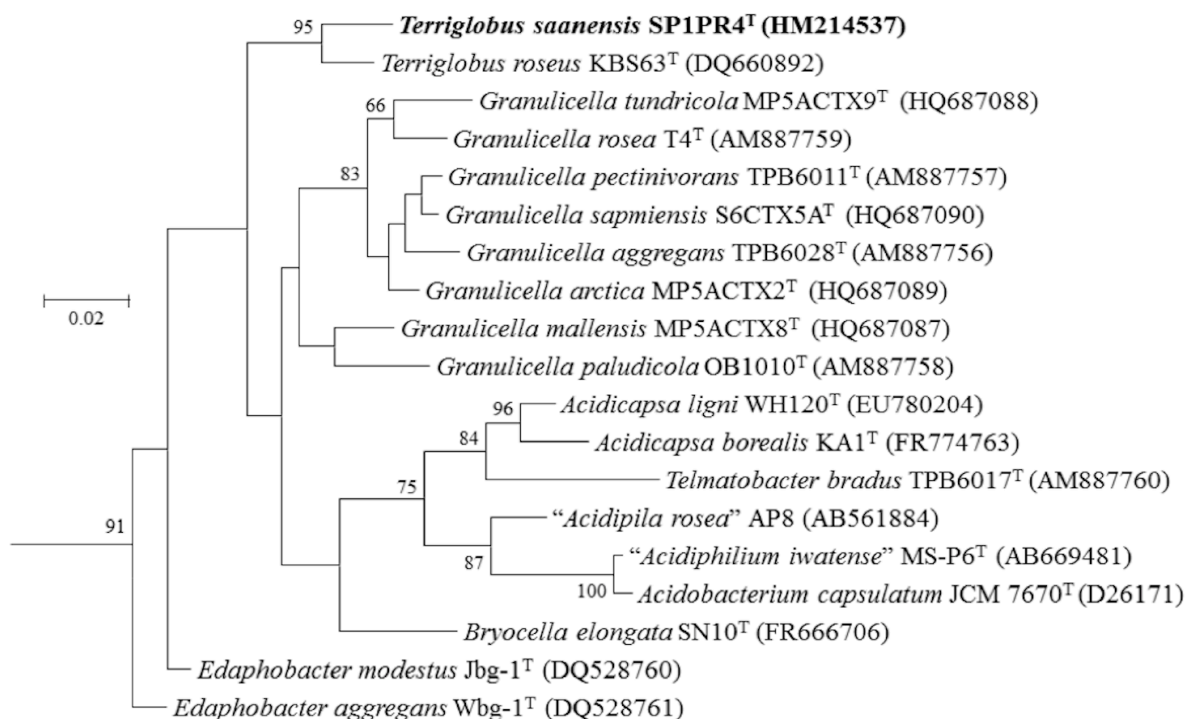 95
Terriglobus saanensis SP1PR4ᵀ (HM214537)
Terriglobus roseus KBS63ᵀ (DQ660892)
66
Granulicella tundricola MP5ACTX9ᵀ (HQ687088)
Granulicella rosea T4ᵀ (AM887759)
83
Granulicella pectinivorans TPB6011ᵀ (AM887757)
Granulicella sapmiensis S6CTX5Aᵀ (HQ687090)
Granulicella aggregans TPB6028ᵀ (AM887756)
Granulicella arctica MP5ACTX2ᵀ (HQ687089)
0.02
Granulicella mallensis MP5ACTX8ᵀ (HQ687087)
Granulicella paludicola OB1010ᵀ (AM887758)
96
Acidicapsa ligni WH120ᵀ (EU780204)
84
Acidicapsa borealis KA1ᵀ (FR774763)
75
Telmatobacter bradus TPB6017ᵀ (AM887760)
91
“Acidipila rosea” AP8 (AB561884)
87
“Acidiphilium iwatense” MS-P6ᵀ (AB669481)
100
Acidobacterium capsulatum JCM 7670ᵀ (D26171)
Bryocella elongata SN10ᵀ (FR666706)
Edaphobacter modestus Jbg-1ᵀ (DQ528760)
Edaphobacter aggregans Wbg-1ᵀ (DQ528761)